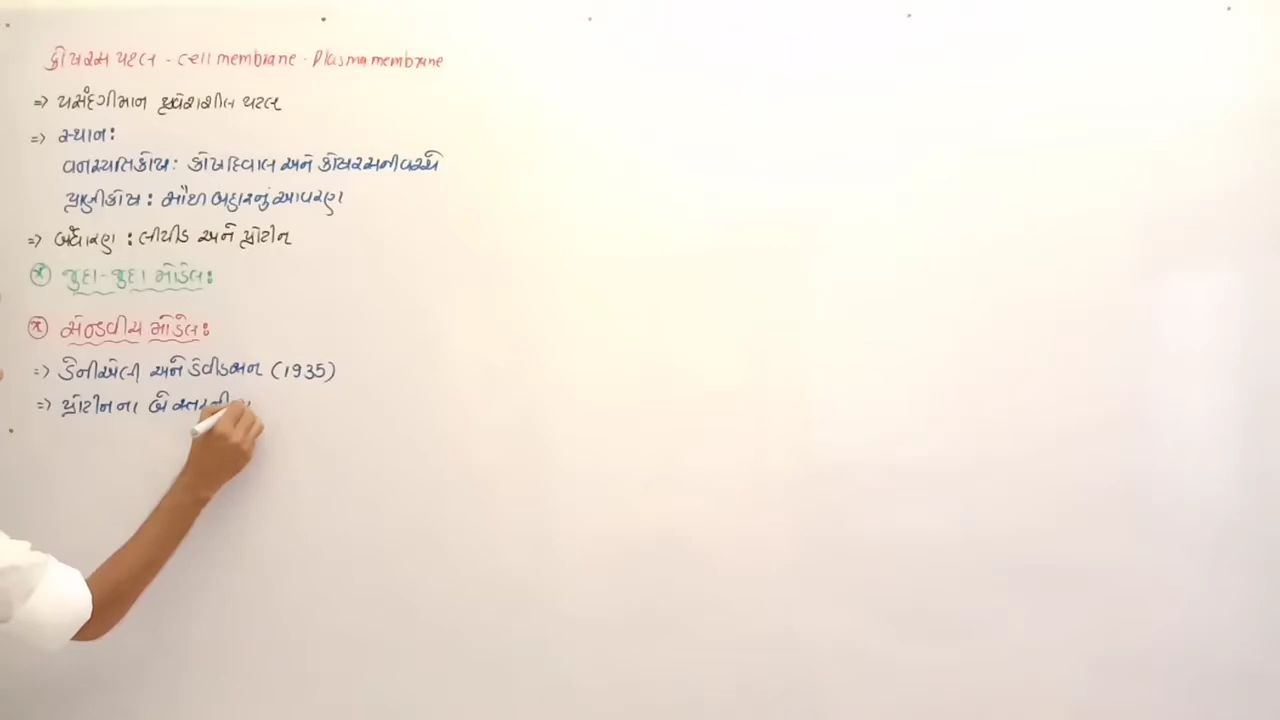 કોષરસ પટલ - cell membrane - Plasma membrane
=> પસંદગીમાન પ્રવેશશીલ પટલ
=> સ્થાન:
વનસ્પતિકોષ: કોષદિવાલ અને કોષરસની વચ્ચે
પ્રાણીકોષ: સૌથી બહારનું આવરણ
=> બંધારણ : લીપીડ અને પ્રોટીન
* જુદા-જુદા મોડેલ:
* સેન્ડવીચ મોડેલ:
=> ડેનીએલી અને ડેવીડસન (1935)
=> પ્રોટીનના બે સ્તરની